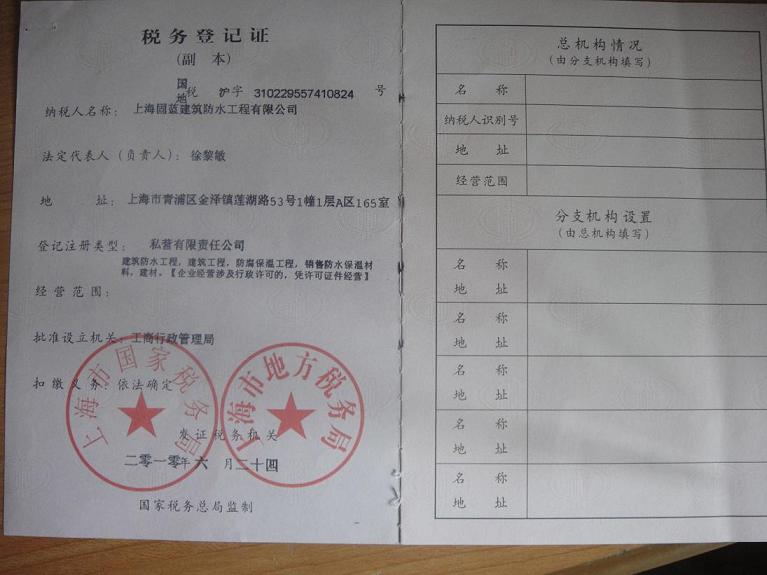 税务登记证
(副 本)
国
地 税 沪字 310229557410824 号
纳税人名称: 上海固蓝建筑防水工程有限公司
法定代表人(负责人): 徐黎敏
地 址: 上海市青浦区金泽镇莲湖路53号1幢1层A区165室
登记注册类型: 私营有限责任公司
建筑防水工程, 建筑工程, 防腐保温工程, 销售防水保温材
料, 建材。【企业经营涉及行政许可的, 凭许可证件经营】
经营范围:
批准设立机关: 工商行政管理局
扣缴义务 依法确定
上海市国家税务局
上海市地方税务局
发证税务机关
二零一零年六 月二十四
国家税务总局监制
总机构情况
(由分支机构填写)
名 称
纳税人识别号
地 址
经营范围
分支机构设置
(由总机构填写)
名 称
地 址
名 称
地 址
名 称
地 址
名 称
地 址
名 称
地 址